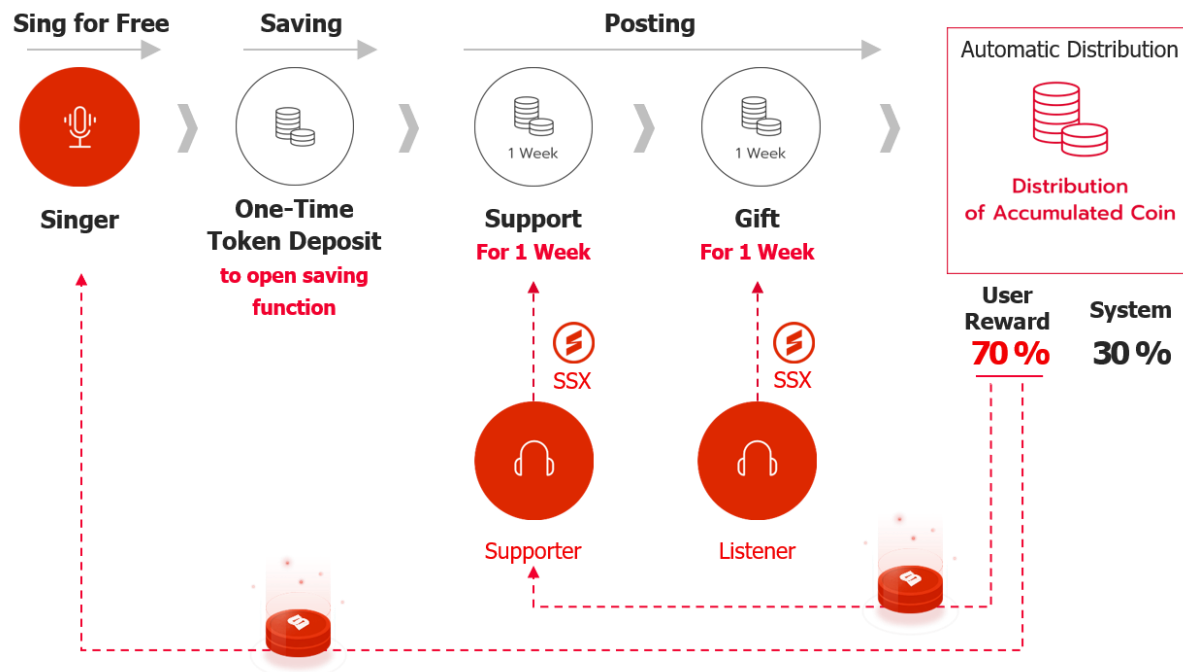 Sing for Free
Saving
Posting
Automatic Distribution
1 Week
1 Week
Distribution
of Accumulated Coin
Singer
One-Time
Token Deposit
to open saving
function
Support
For 1 Week
Gift
For 1 Week
User
Reward
70 %
System
30 %
SSX
SSX
Supporter
Listener